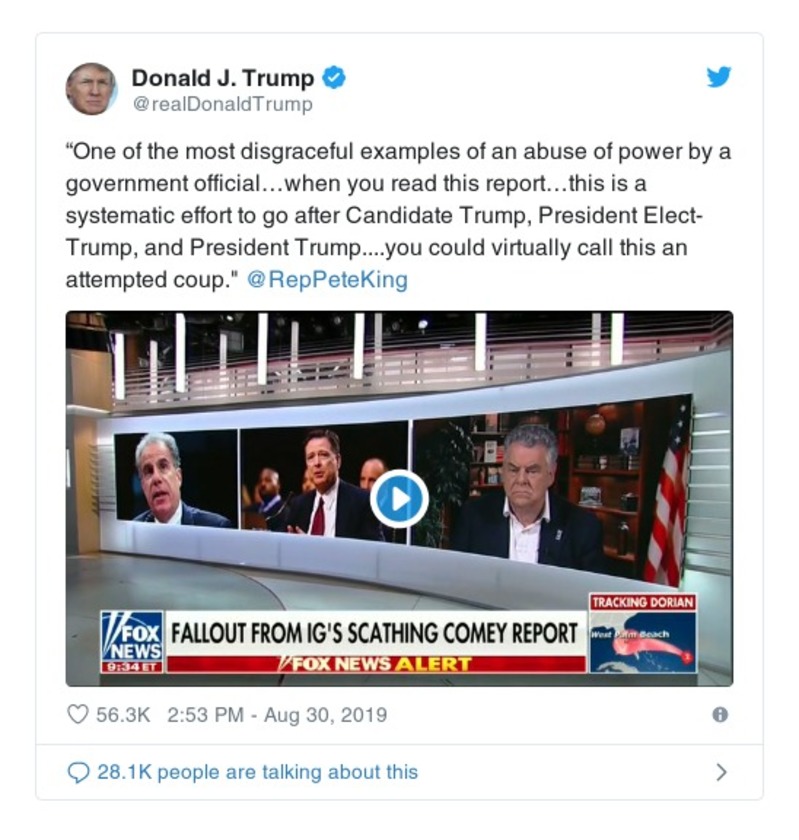 Donald J. Trump
@realDonaldTrump
“One of the most disgraceful examples of an abuse of power by a
government official…when you read this report…this is a
systematic effort to go after Candidate Trump, President Elect-
Trump, and President Trump....you could virtually call this an
attempted coup." @RepPeteKing
TRACKING DORIAN
FOX
NEWS
9:34 ET
FALLOUT FROM IG'S SCATHING COMEY REPORT
West Palm Beach
FOX NEWS ALERT
56.3K 2:53 PM - Aug 30, 2019
28.1K people are talking about this